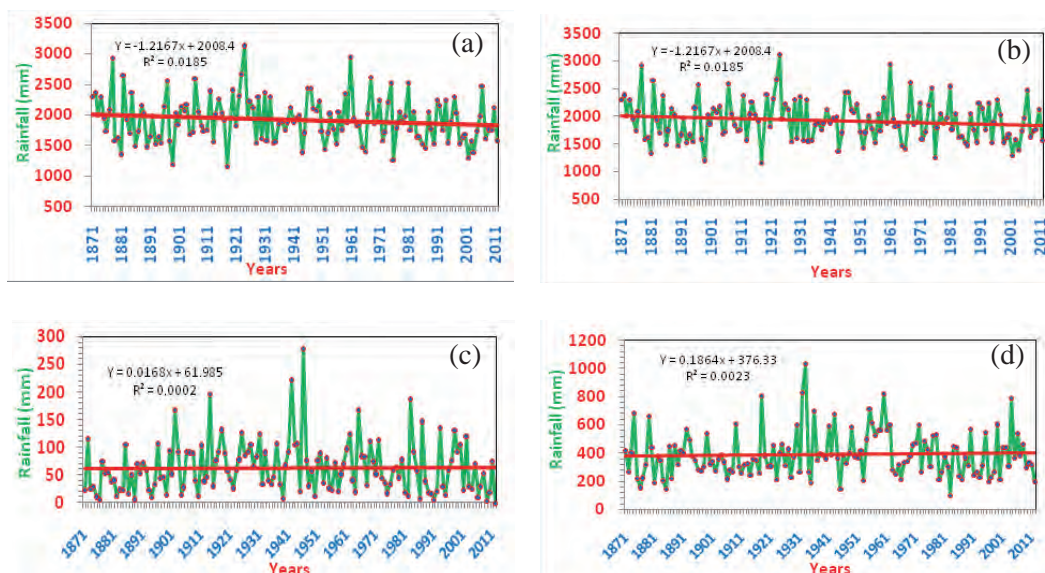 (a)
Y = -1.2167x + 2008.4
R² = 0.0185
Rainfall (mm)
3500
3000
2500
2000
1500
1000
500
1871 1881 1891 1901 1911 1921 1931 1941 1951 1961 1971 1981 1991 2001 2011
Years
(b)
Y = -1.2167x + 2008.4
R² = 0.0185
Rainfall (mm)
3500
3000
2500
2000
1500
1000
500
1871 1881 1891 1901 1911 1921 1931 1941 1951 1961 1971 1981 1991 2001 2011
Years
(c)
Y = 0.0168x + 61.985
R² = 0.0002
Rainfall (mm)
300
250
200
150
100
50
0
1871 1881 1891 1901 1911 1921 1931 1941 1951 1961 1971 1981 1991 2001 2011
Years
(d)
Y = 0.1864x + 376.33
R² = 0.0023
Rainfall (mm)
1200
1000
800
600
400
200
0
1871 1881 1891 1901 1911 1921 1931 1941 1951 1961 1971 1981 1991 2001 2011
Years